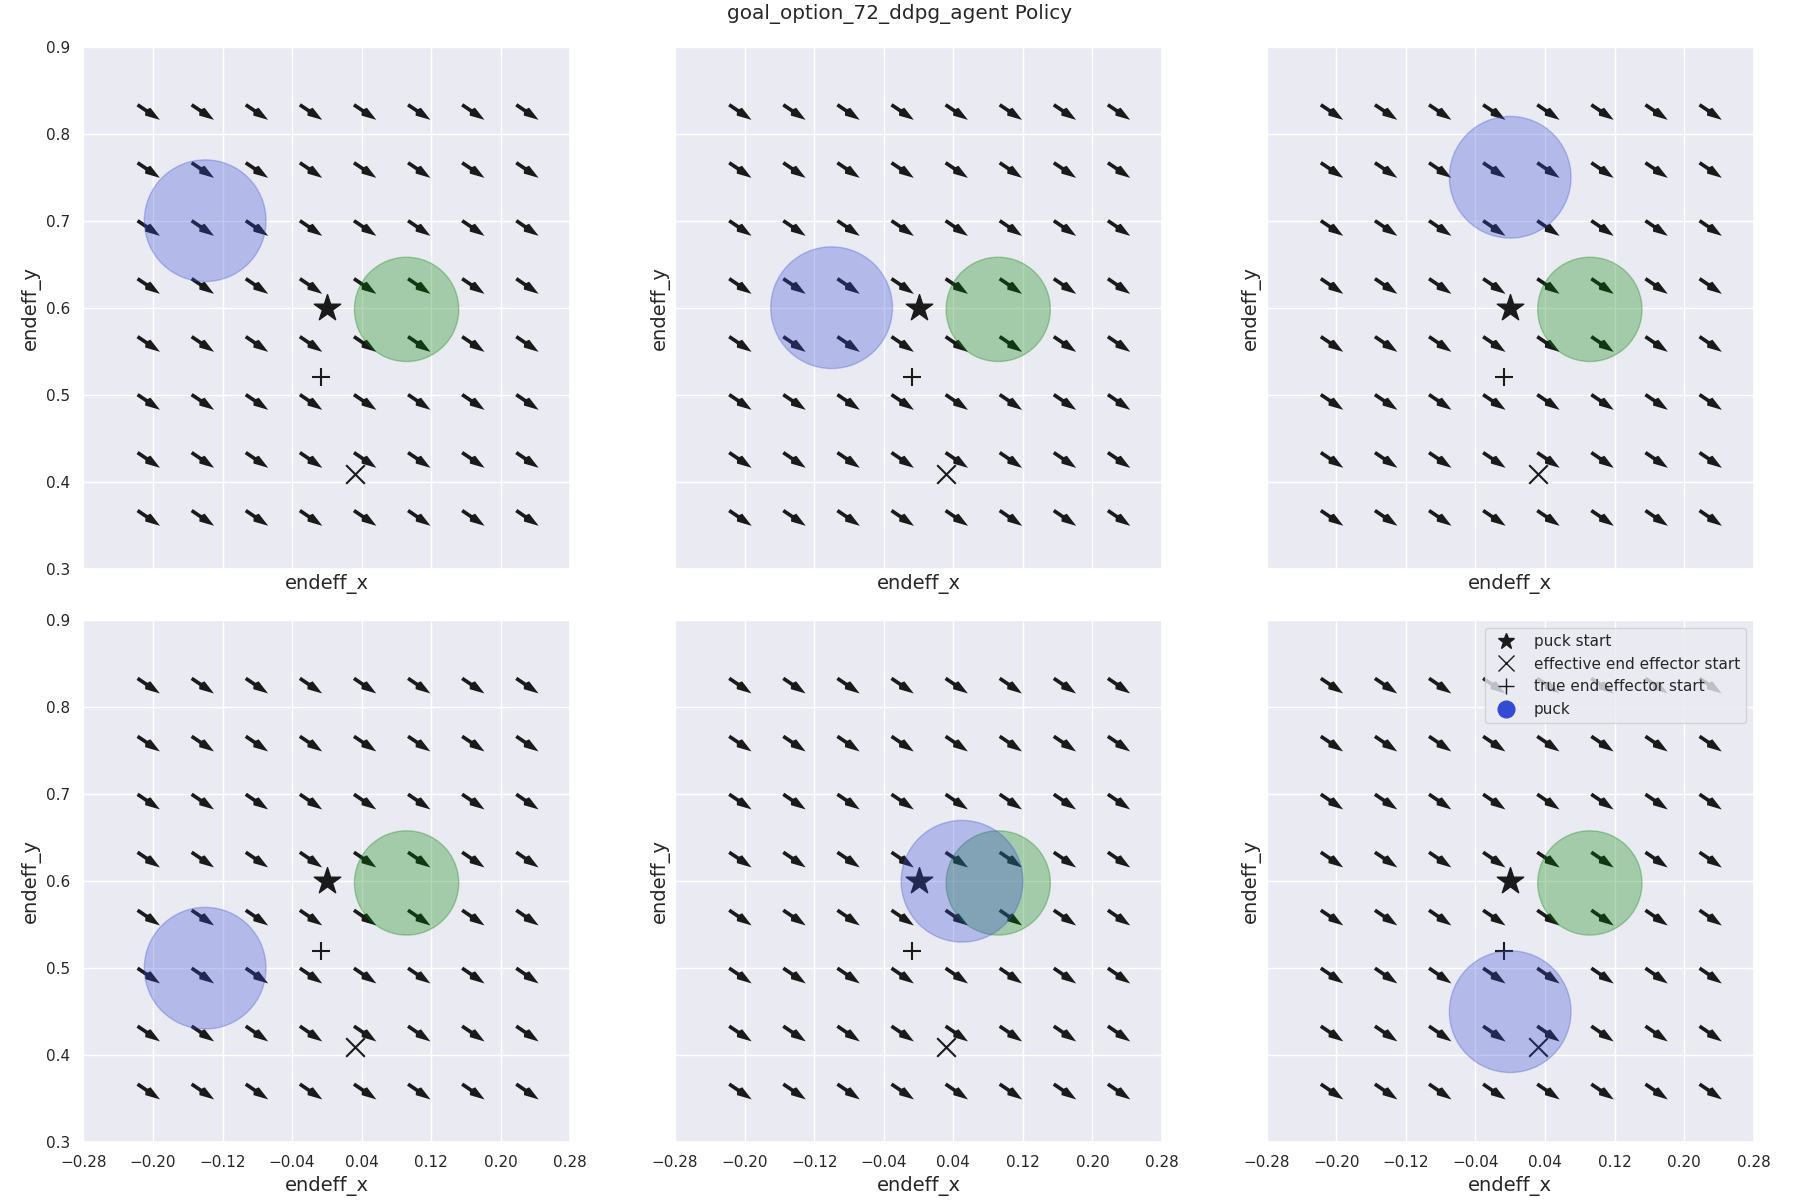 goal_option_72_ddpg_agent Policy
0.9
0.8
0.7
0.6
0.5
0.4
0.3
endeff_y
endeff_x
endeff_y
endeff_x
endeff_y
endeff_x
0.9
0.8
0.7
0.6
0.5
0.4
0.3
endeff_y
−0.28 −0.20 −0.12 −0.04 0.04 0.12 0.20 0.28
endeff_x
endeff_y
−0.28 −0.20 −0.12 −0.04 0.04 0.12 0.20 0.28
endeff_x
puck start
effective end effector start
true end effector start
puck
endeff_y
−0.28 −0.20 −0.12 −0.04 0.04 0.12 0.20 0.28
endeff_x